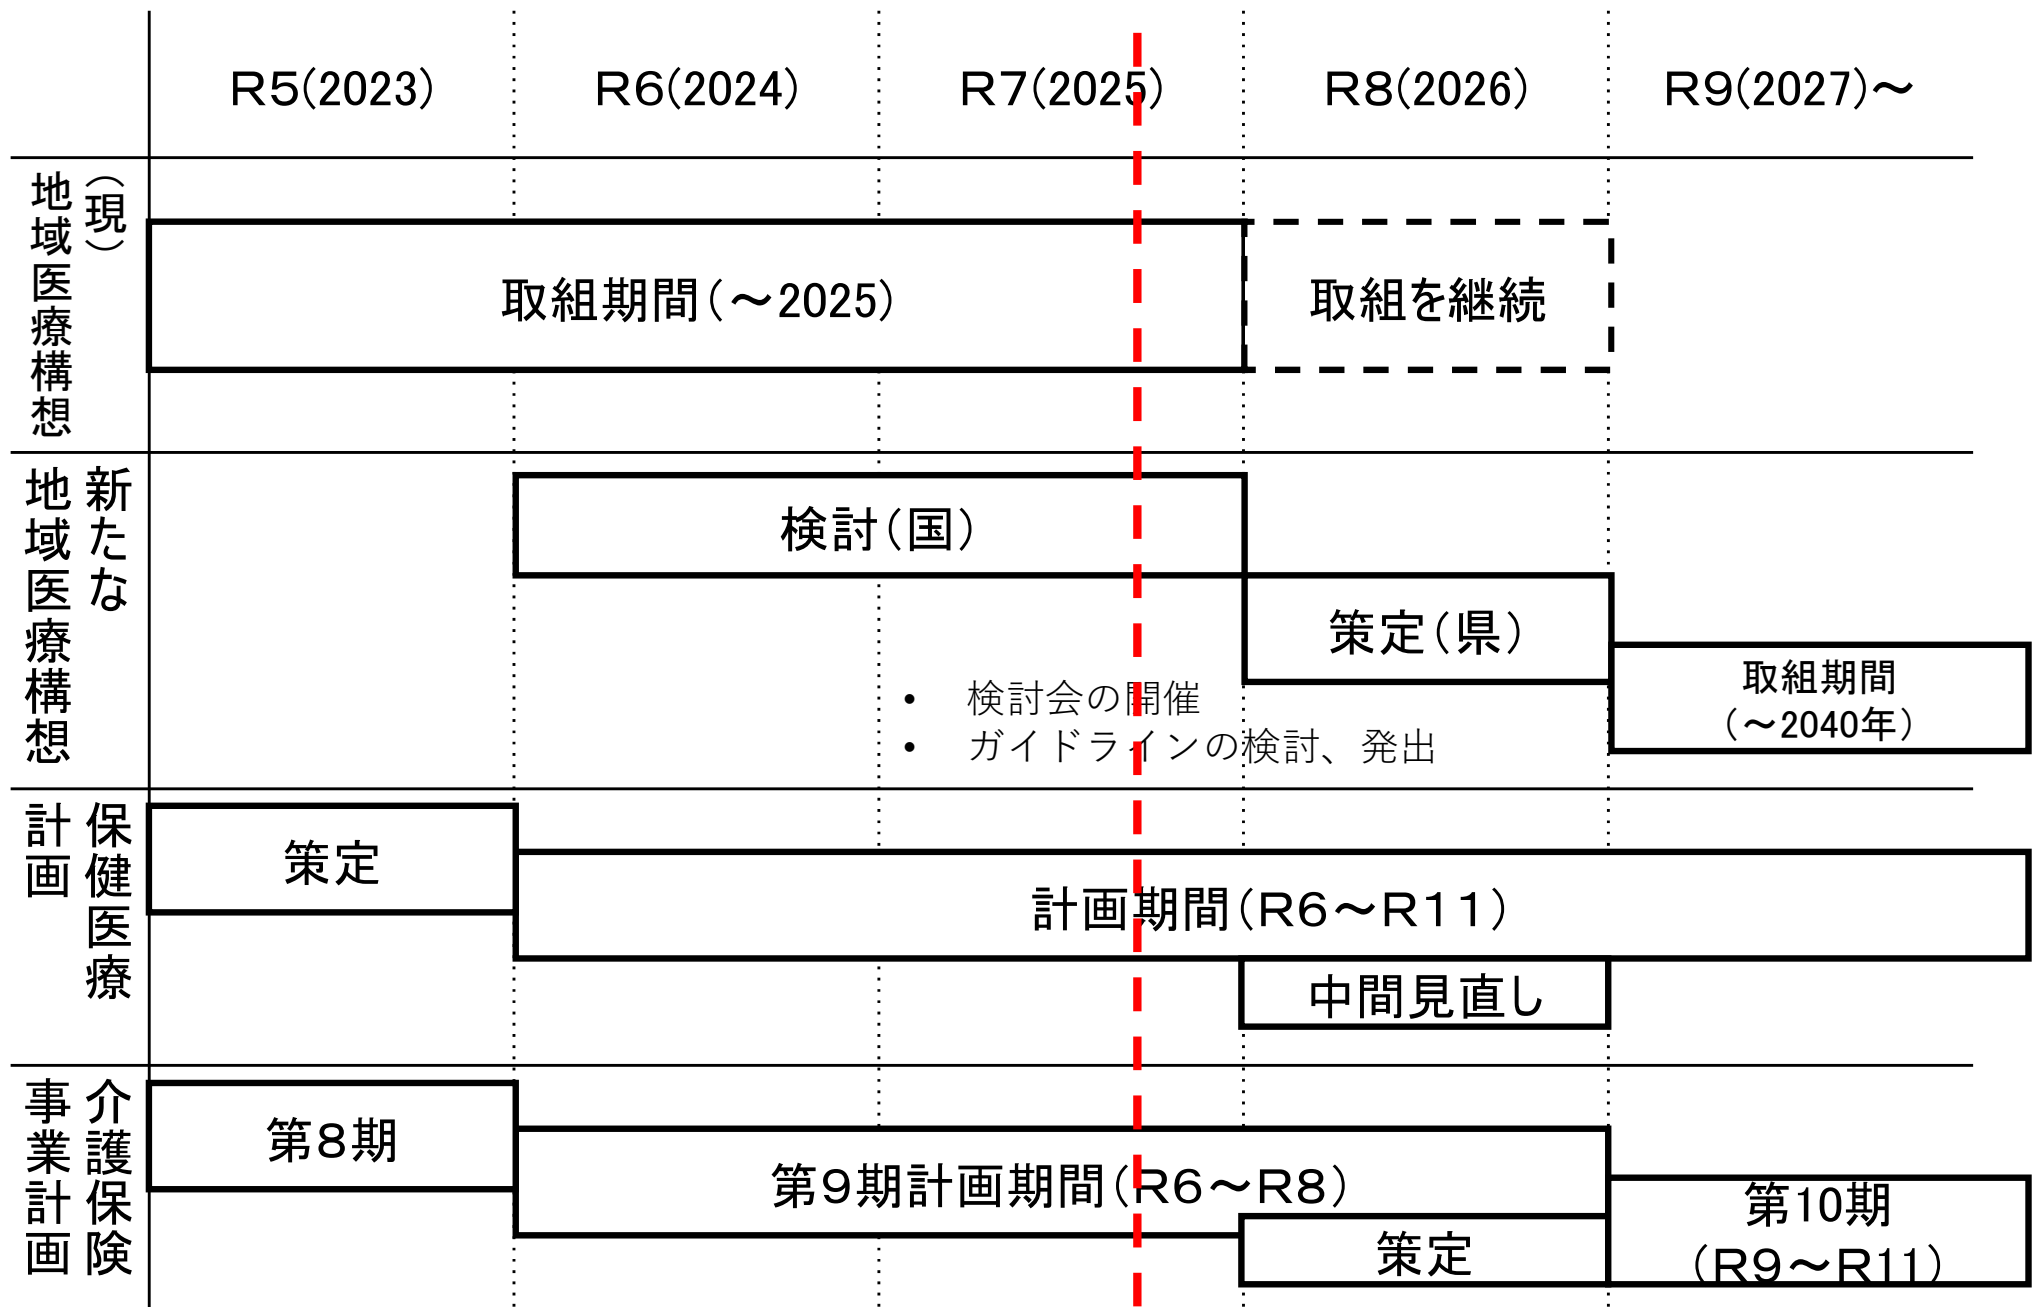 R5(2023)
R6(2024)
R7(2025)
R8(2026)
R9(2027)～
（現）
地域医療構想
取組期間（～2025）
取組を継続
新たな
地域医療構想
検討（国）
策定（県）
取組期間
（～2040年）
• 検討会の開催
• ガイドラインの検討、発出
保健医療
計画
策定
計画期間（R6～R11）
中間見直し
介護保険
事業計画
第8期
第9期計画期間（R6～R8）
策定
第10期
（R9～R11）